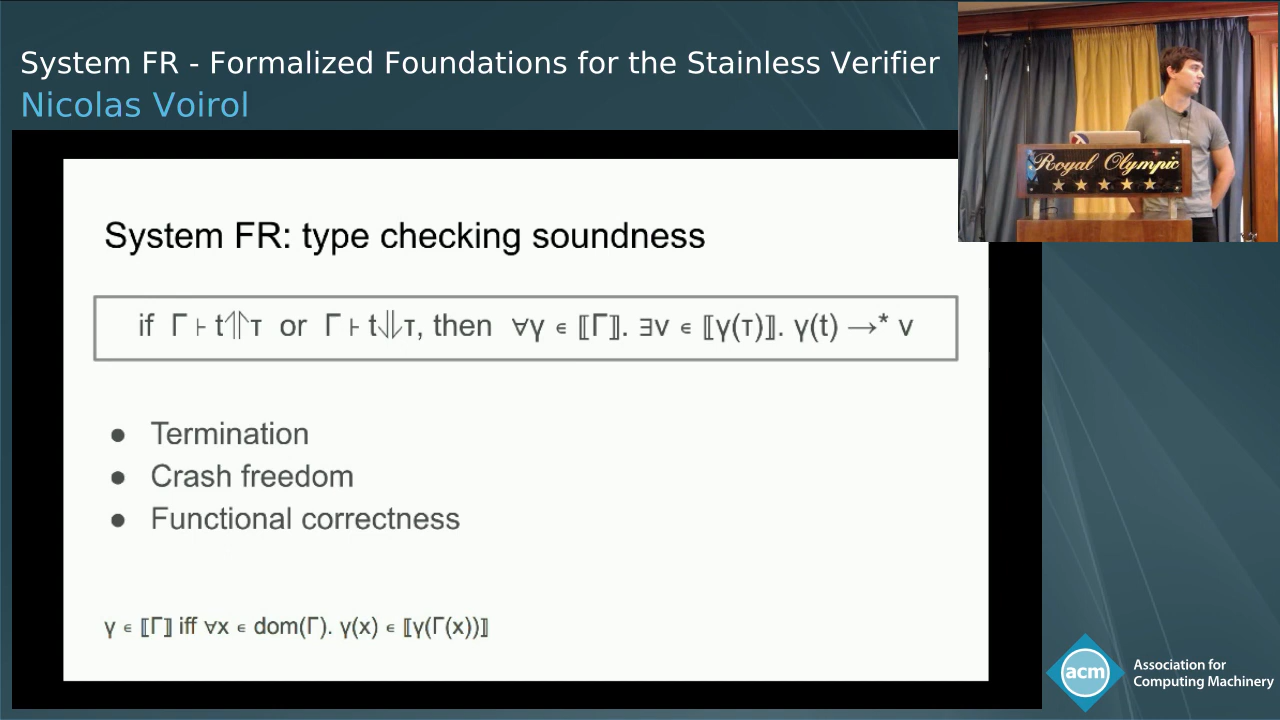 System FR - Formalized Foundations for the Stainless Verifier
Nicolas Voirol
Royal Olympic
System FR: type checking soundness
if Γ ⊢ t⇑τ or Γ ⊢ t⇓τ, then ∀γ ∊ ⟦Γ⟧. ∃v ∊ ⟦γ(τ)⟧. γ(t) →* v
● Termination
● Crash freedom
● Functional correctness
γ ∊ ⟦Γ⟧ iff ∀x ∊ dom(Γ). γ(x) ∊ ⟦γ(Γ(x))⟧
acm
Association for
Computing Machinery